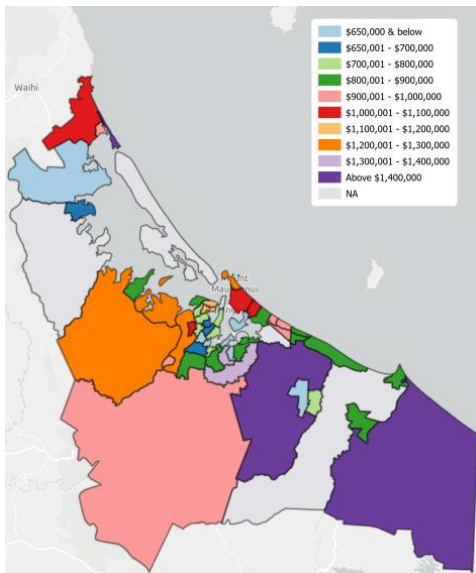 Waihi
$650,000 & below
$650,001 - $700,000
$700,001 - $800,000
$800,001 - $900,000
$900,001 - $1,000,000
$1,000,001 - $1,100,000
$1,100,001 - $1,200,000
$1,200,001 - $1,300,000
$1,300,001 - $1,400,000
Above $1,400,000
NA